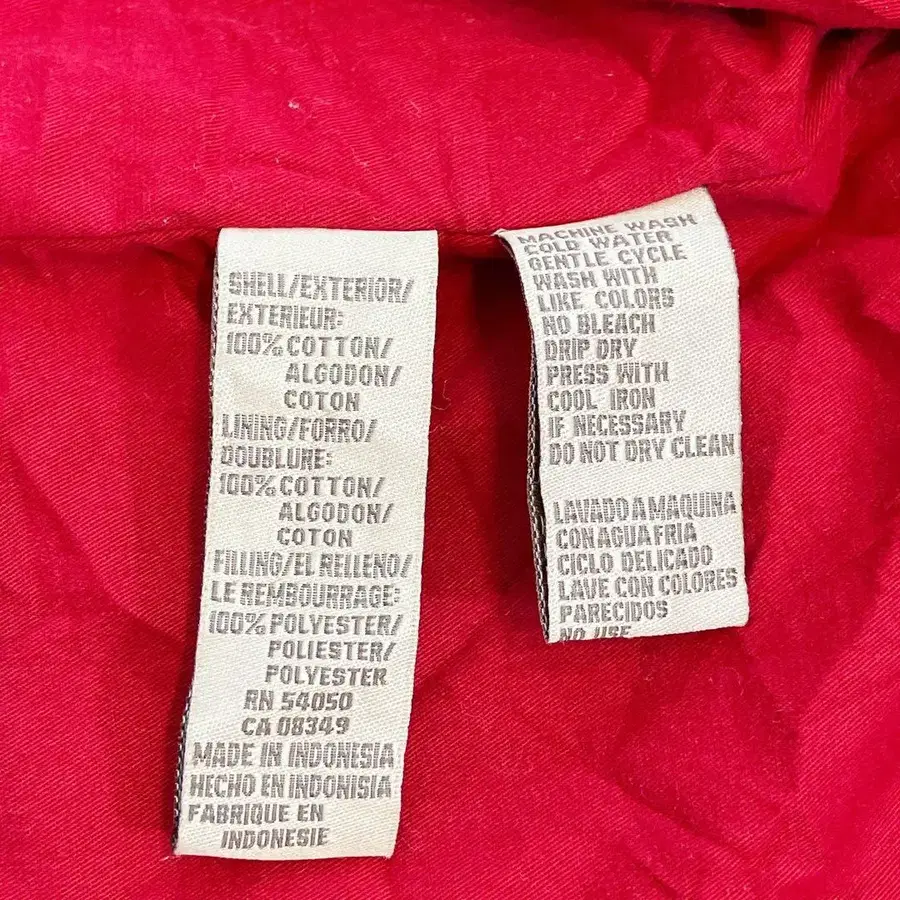 SHELL/EXTERIOR/
EXTERIEUR:
100% COTTON/
ALGODON/
COTON
LINING/FORRO/
DOUBLURE:
100% COTTON/
ALGODON/
COTON
FILLING/EL RELLENO/
LE REMBOURRAGE:
100% POLYESTER/
POLIESTER/
POLYESTER
RN 54050
CA 08349
MADE IN INDONESIA
HECHO EN INDONISIA
FABRIQUE EN
INDONESIE
MACHINE WASH
COLD WATER
GENTLE CYCLE
WASH WITH
LIKE COLORS
NO BLEACH
DRIP DRY
PRESS WITH
COOL IRON
IF NECESSARY
DO NOT DRY CLEAN
LAVADO A MAQUINA
CON AGUA FRIA
CICLO DELICADO
LAVE CON COLORES
PARECIDOS
NO USE